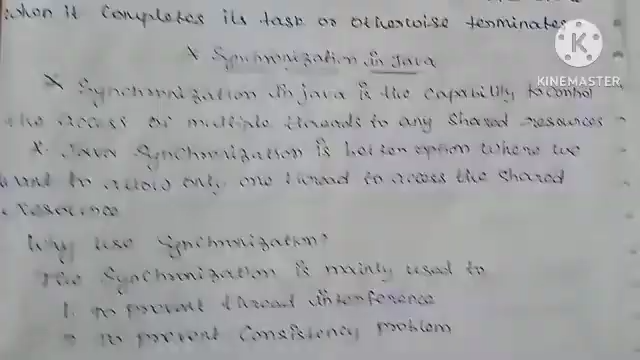 when it completes its task or otherwise terminates.
x Synchronization in Java
x Synchronization in java is the capability to control
the access of multiple threads to any shared resources
x. Java Synchronization is better option where we
want to allow only one thread to access the shared
resource
Why use Synchronization?
The Synchronization is mainly used to
1. to prevent thread interference
2. to prevent Consistency problem
KINEMASTER